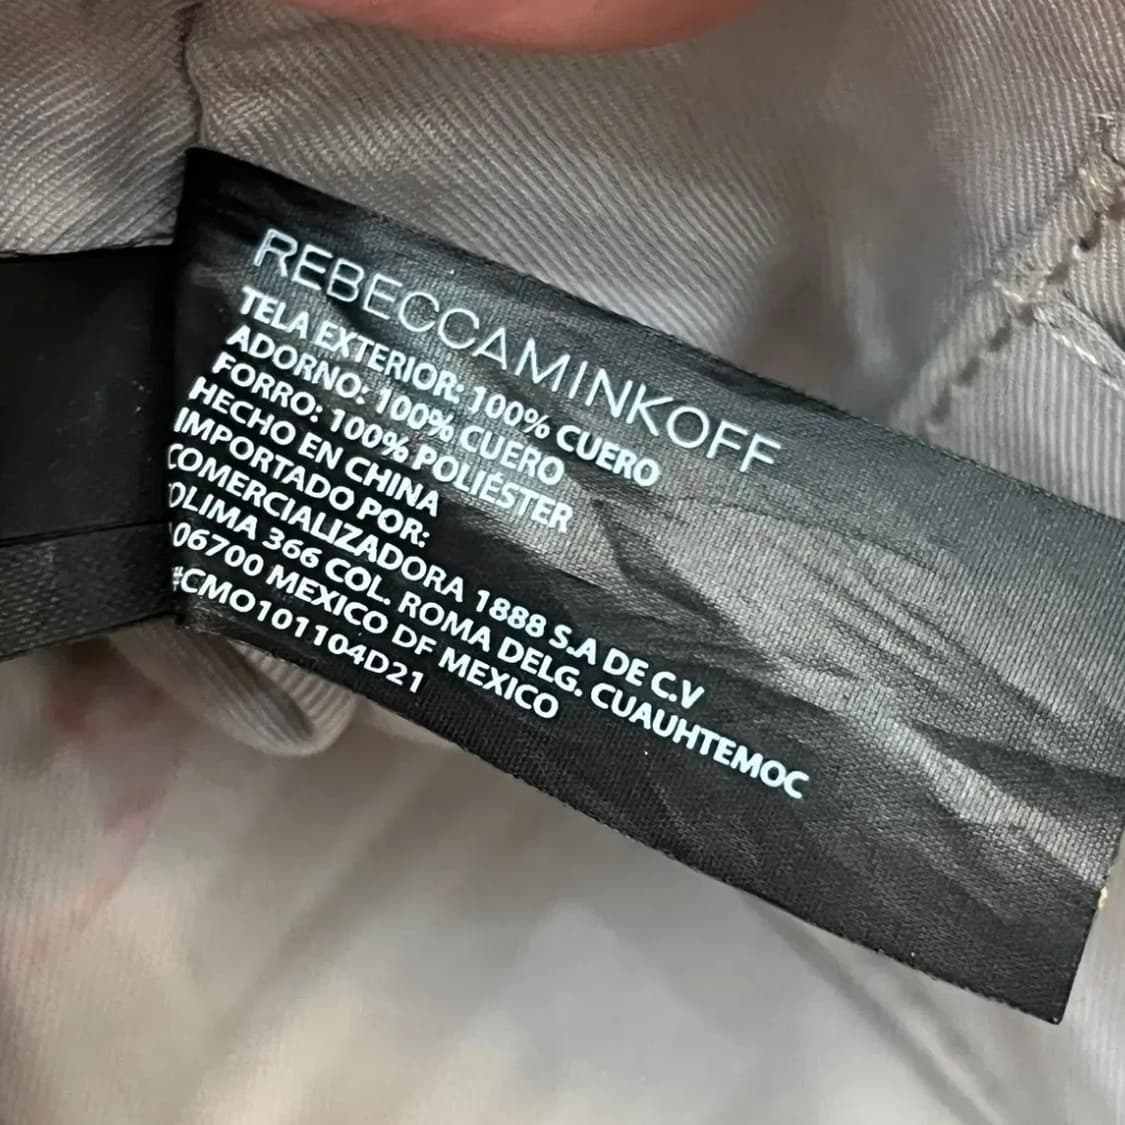 REBECCAMINKOFF
TELA EXTERIOR: 100% CUERO
ADORNO: 100% CUERO
FORRO: 100% POLIÉSTER
HECHO EN CHINA
IMPORTADO POR:
COMERCIALIZADORA 1888 S.A DE C.V
OLIMA 366 COL. ROMA DELG. CUAUHTEMOC
06700 MEXICO DF MEXICO
#CMO101104D21